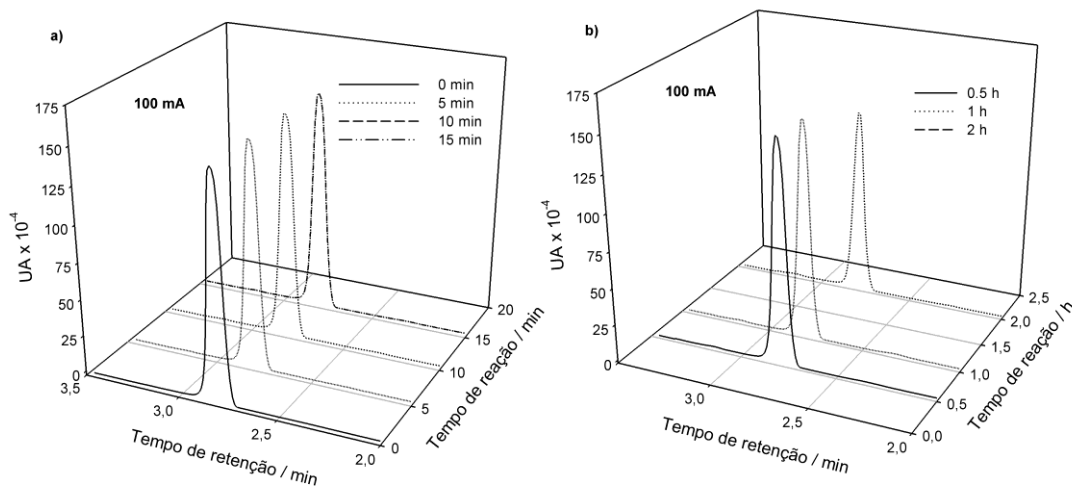 a)
100 mA
0 min
5 min
10 min
15 min
175
150
125
100
75
50
25
0
UA x 10-4
3,5
3,0
2,5
2,0
Tempo de retenção / min
0
5
10
15
20
Tempo de reação / min
b)
100 mA
0.5 h
1 h
2 h
175
150
125
100
75
50
25
0
UA x 10-4
3,0
2,5
2,0
Tempo de retenção / min
0,0
0,5
1,0
1,5
2,0
2,5
Tempo de reação / h